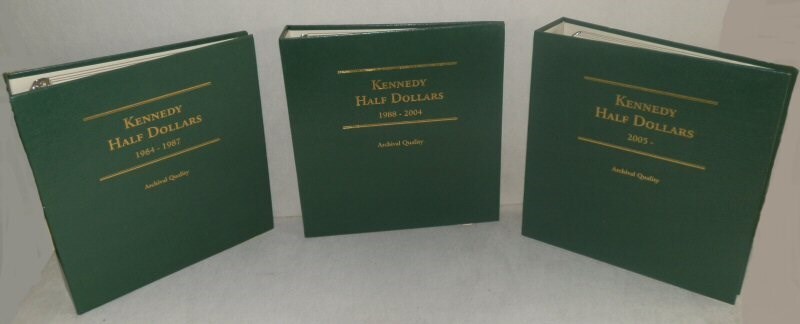 KENNEDY
HALF DOLLARS
1964 - 1987
Archival Quality
KENNEDY
HALF DOLLARS
1988 - 2004
Archival Quality
KENNEDY
HALF DOLLARS
2005 -
Archival Quality